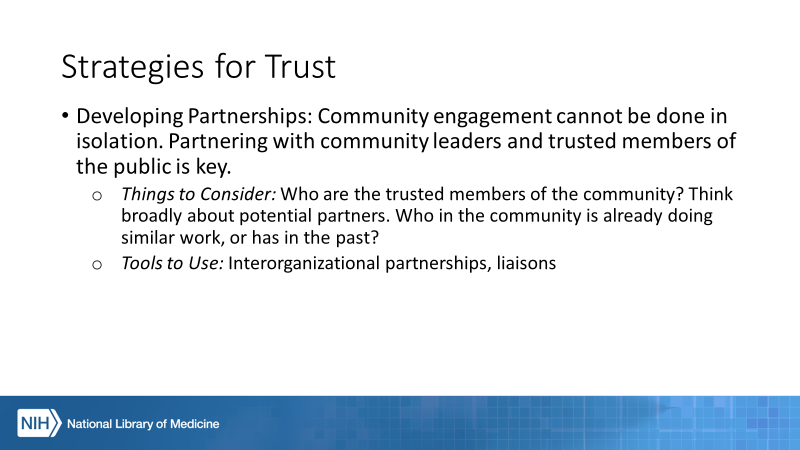 Strategies for Trust
• Developing Partnerships: Community engagement cannot be done in
isolation. Partnering with community leaders and trusted members of
the public is key.
o Things to Consider: Who are the trusted members of the community? Think
broadly about potential partners. Who in the community is already doing
similar work, or has in the past?
o Tools to Use: Interorganizational partnerships, liaisons
NIH National Library of Medicine